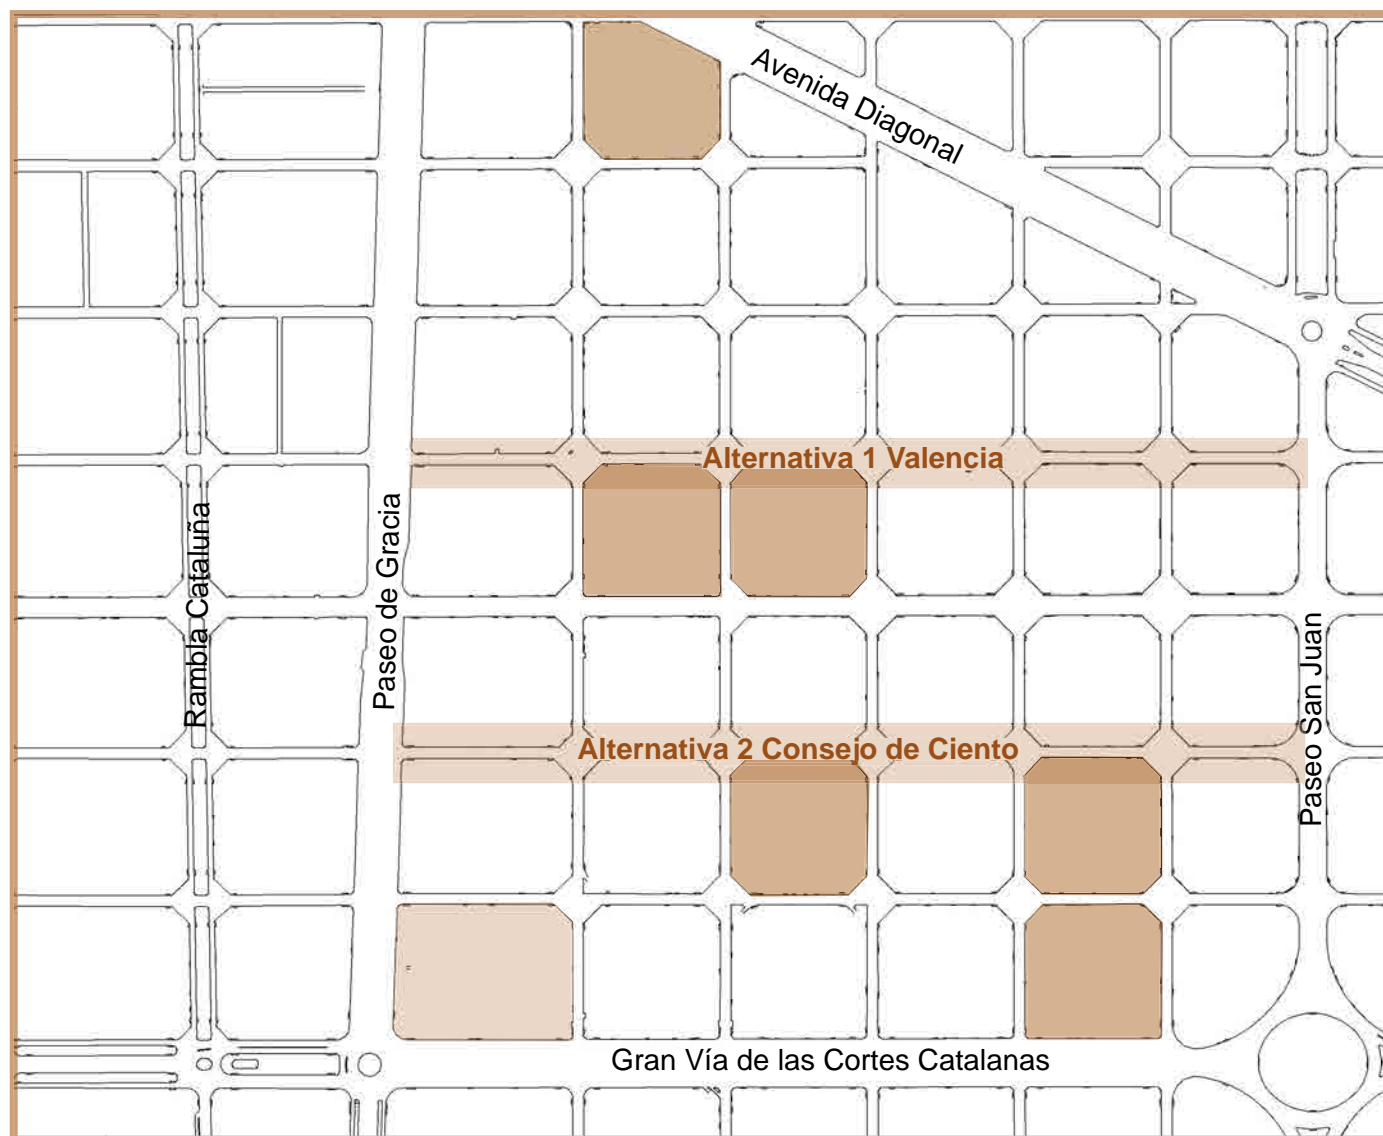 Avenida Diagonal
Alternativa 1 Valencia
Rambla Cataluña
Paseo de Gracia
Paseo San Juan
Alternativa 2 Consejo de Ciento
Gran Vía de las Cortes Catalanas